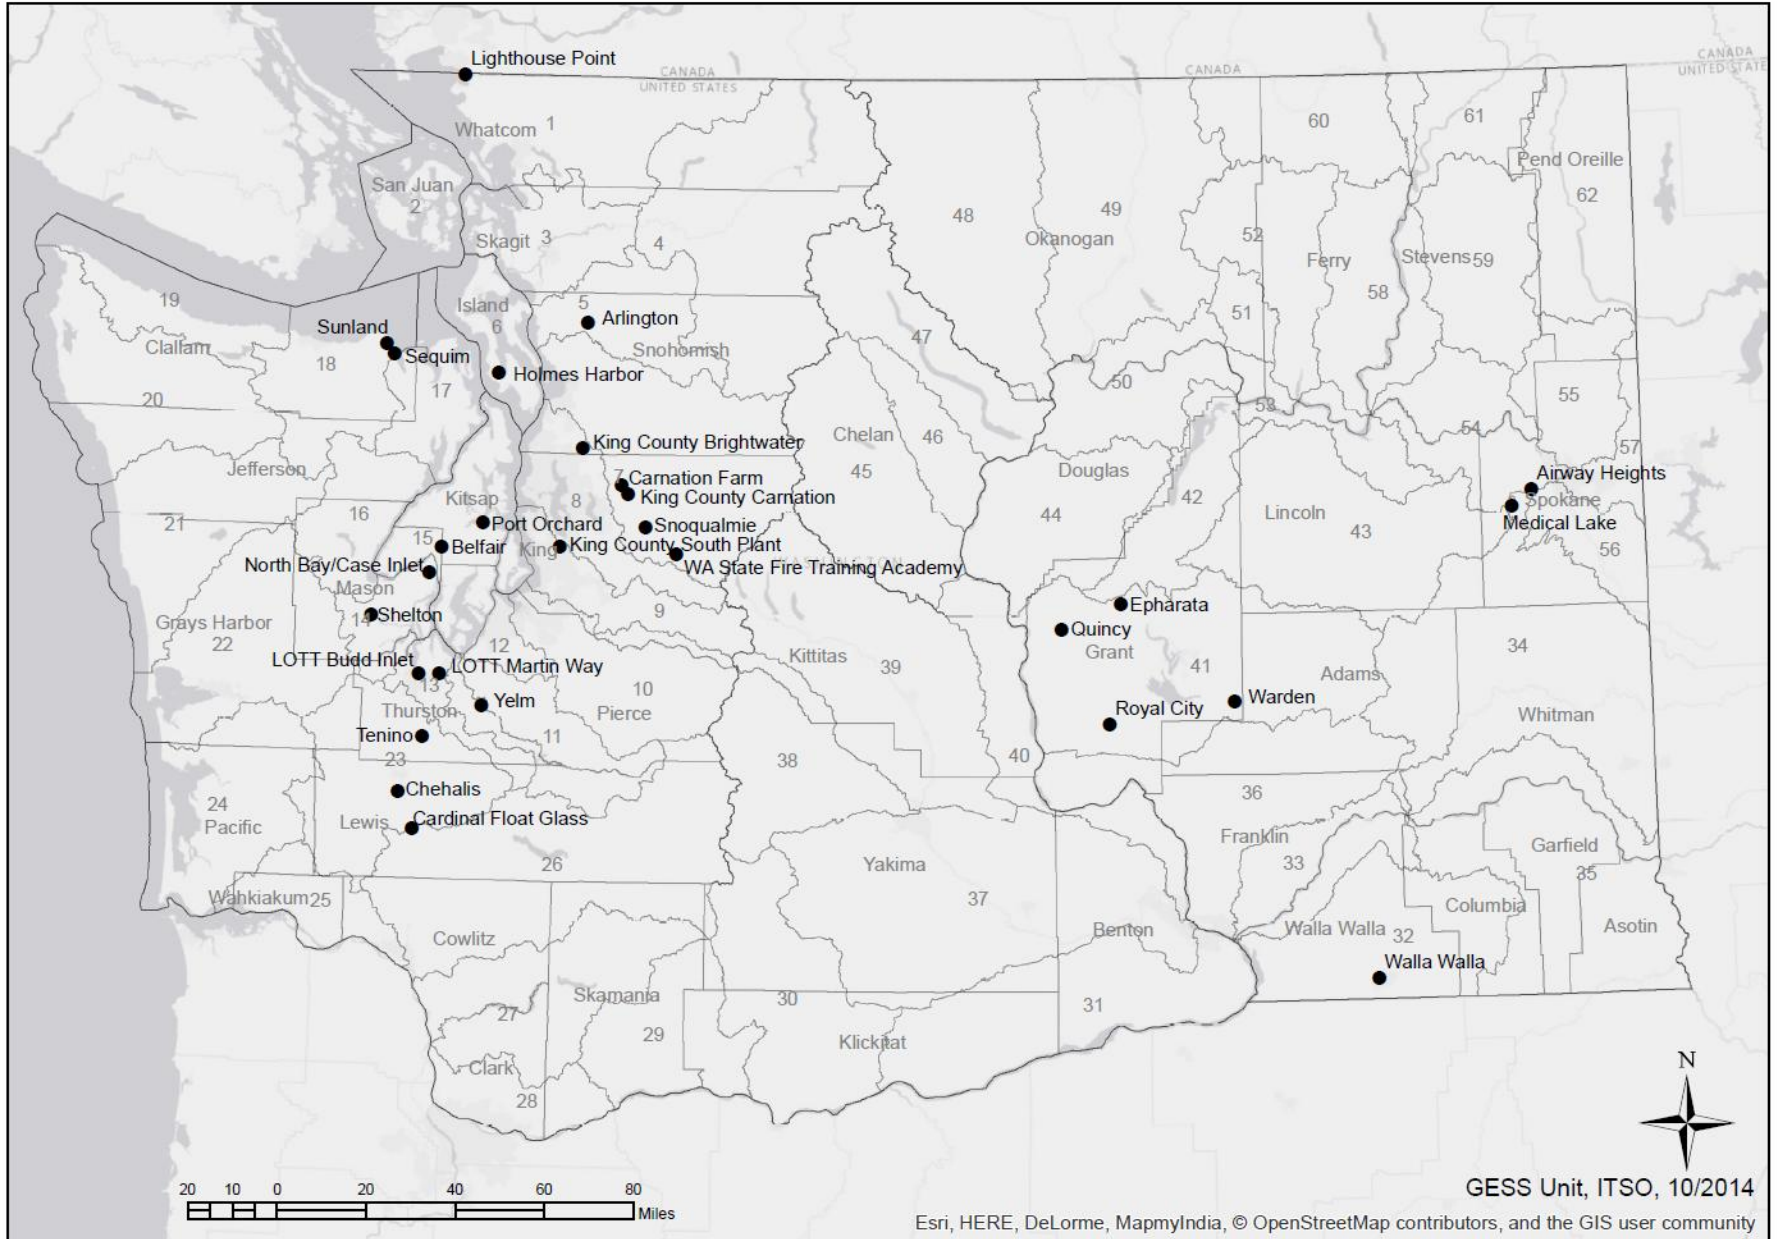 Lighthouse Point
CANADA
UNITED STATES
CANADA
CANADA
UNITED STATE
Whatcom 1
60
61
Pend Oreille
62
San Juan
2
48
49
Okanogan
52
Skagit 3
4
Ferry
Stevens 59
58
19
Island
6
5
Arlington
51
Sunland
Clallam
Sequim
18
Snohomish
47
Holmes Harbor
17
50
55
20
53
54
57
Chelan
46
King County Brightwater
45
Douglas
Jefferson
7
Carnation Farm
Airway Heights
Kitsap
8
King County Carnation
42
Spokane
16
Lincoln
43
Medical Lake
44
21
Port Orchard
Snoqualmie
15
Belfair
King
King County South Plant
WASHINGTON
56
North Bay/Case Inlet
WA State Fire Training Academy
Mason
Shelton
14
9
Epharata
Grays Harbor
22
Quincy
Grant
34
12
Kittitas
39
41
Adams
LOTT Budd Inlet
LOTT Martin Way
13
10
Pierce
Thurston
Yelm
Warden
Royal City
Whitman
Tenino
11
23
38
40
Chehalis
36
24
Pacific
Lewis
Cardinal Float Glass
Franklin
Garfield
26
Yakima
33
35
Wahkiakum 25
37
Columbia
Cowlitz
Benton
Walla Walla 32
Asotin
Walla Walla
Skamania
30
31
27
29
Klickitat
Clark
28
N
20 10 0 20 40 60 80
Miles
GESS Unit, ITSO, 10/2014
Esri, HERE, DeLorme, MapmyIndia, © OpenStreetMap contributors, and the GIS user community